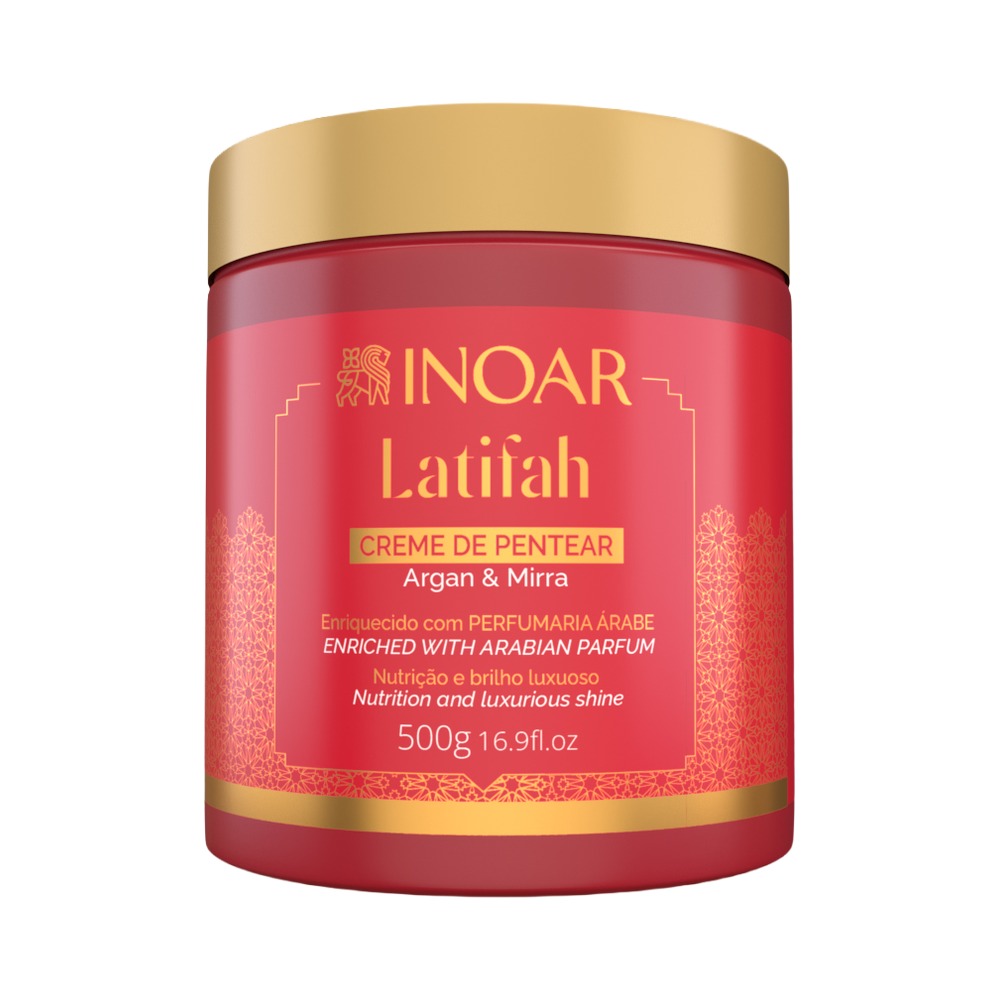 INOAR
Latifah
CREME DE PENTEAR
Argan & Mirra
Enriquecido com PERFUMARIA ÁRABE
ENRICHED WITH ARABIAN PARFUM
Nutrição e brilho luxuoso
Nutrition and luxurious shine
500g 16.9fl.oz